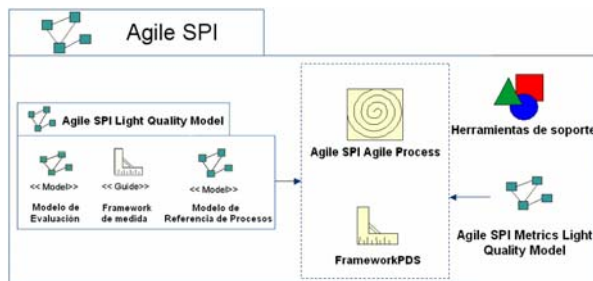 Agile SPI
Agile SPI Light Quality Model
<< Model>>
Modelo de
Evaluación
<< Guide>>
Framework
de medida
<< Model>>
Modelo de
Referencia de Procesos
Agile SPI Agile Process
FrameworkPDS
Herramientas de soporte
Agile SPI Metrics Light
Quality Model